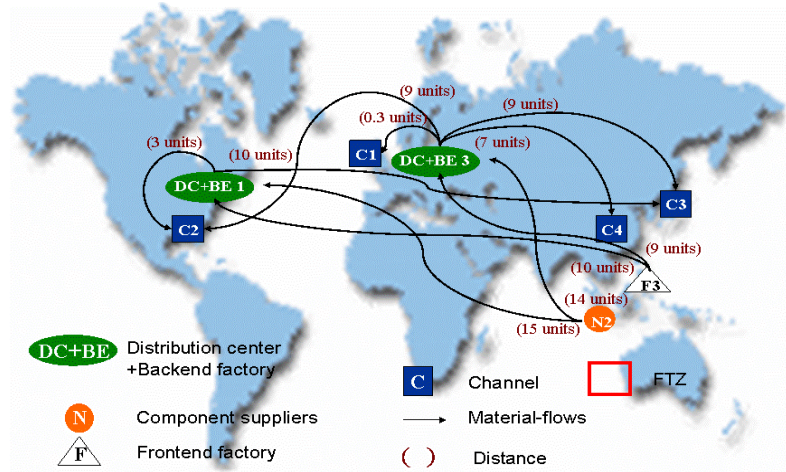 (9 units)
(9 units)
(0.3 units)
(3 units)
(7 units)
(10 units)
C1
DC+BE 3
DC+BE 1
C3
C2
C4
(9 units)
(10 units)
F3
(14 units)
N2
(15 units)
DC+BE
Distribution center
+Backend factory
C
Channel
FTZ
N
Component suppliers
Material-flows
F
Frontend factory
( )
Distance